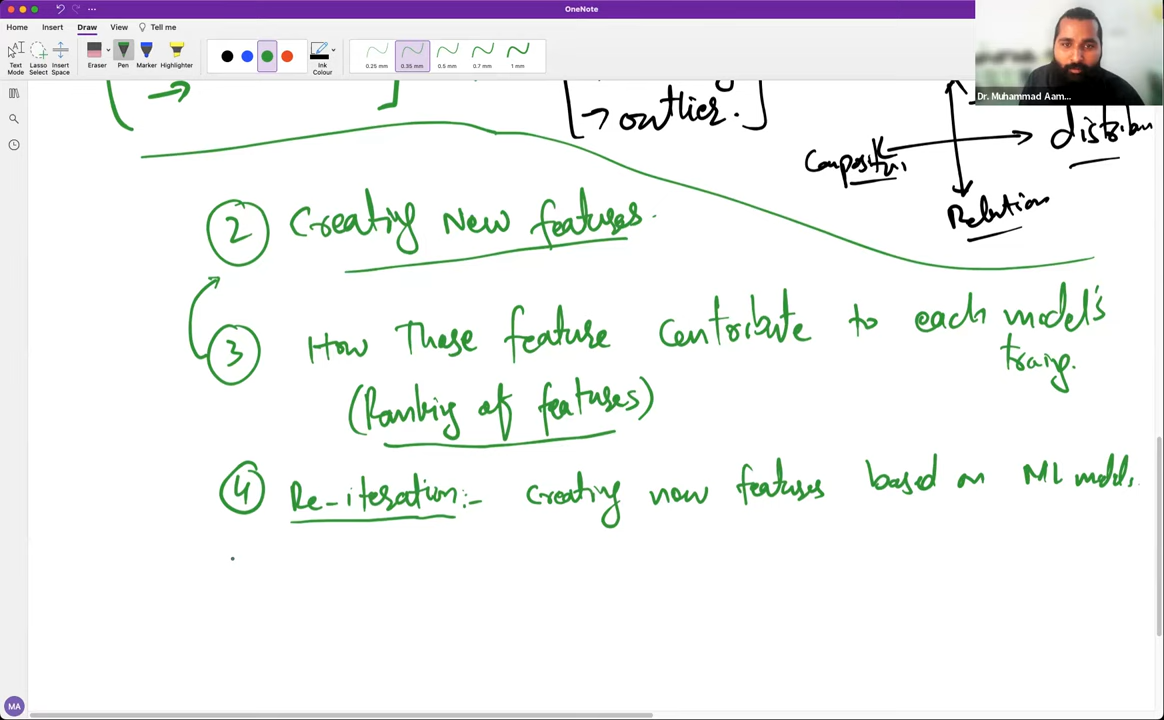 OneNote
Home Insert Draw View Tell me
Text Mode Lasso Select Insert Space Eraser Pen Marker Highlighter Ink Colour 0.25 mm 0.35 mm 0.5 mm 0.7 mm 1 mm
Dr. Muhammad Aam...
→ outlier.
distribu
Relation
2 Creating New features.
3 How These feature Contribute to each model's
(Ranking of features)
4 Re-iteration:- Creating new features based on ML models.
MA